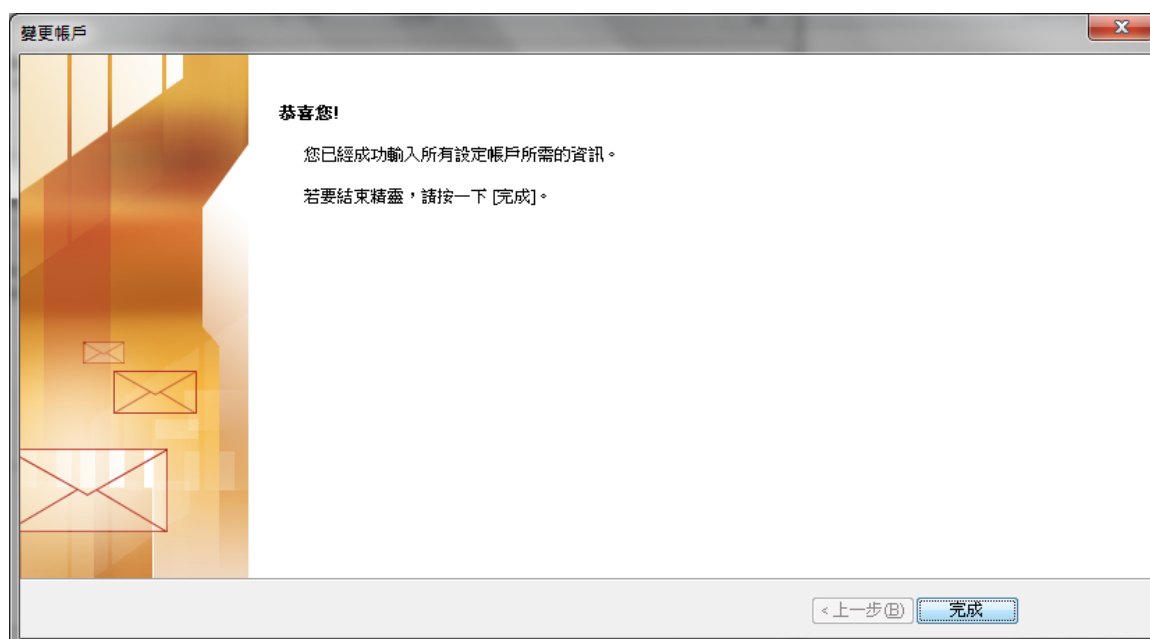 變更帳戶
恭喜您!
您已經成功輸入所有設定帳戶所需的資訊。
若要結束精靈，請按一下 [完成]。
< 上一步(B)
完成